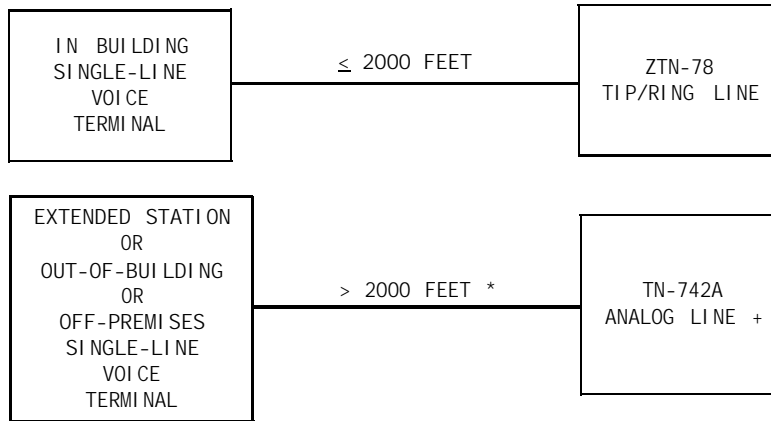 IN BUILDING
SINGLE-LINE
VOICE
TERMINAL
≤ 2000 FEET
ZTN-78
TIP/RING LINE
EXTENDED STATION
OR
OUT-OF-BUILDING
OR
OFF-PREMISES
SINGLE-LINE
VOICE
TERMINAL
> 2000 FEET *
TN-742A
ANALOG LINE +